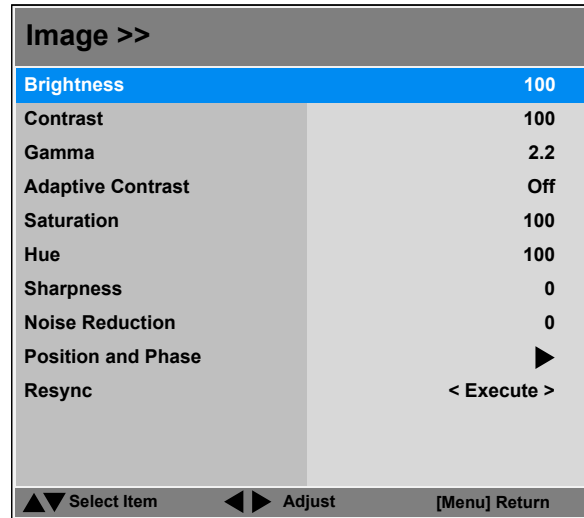 Image >>
Brightness 100
Contrast 100
Gamma 2.2
Adaptive Contrast Off
Saturation 100
Hue 100
Sharpness 0
Noise Reduction 0
Position and Phase
Resync < Execute >
Select Item Adjust [Menu] Return